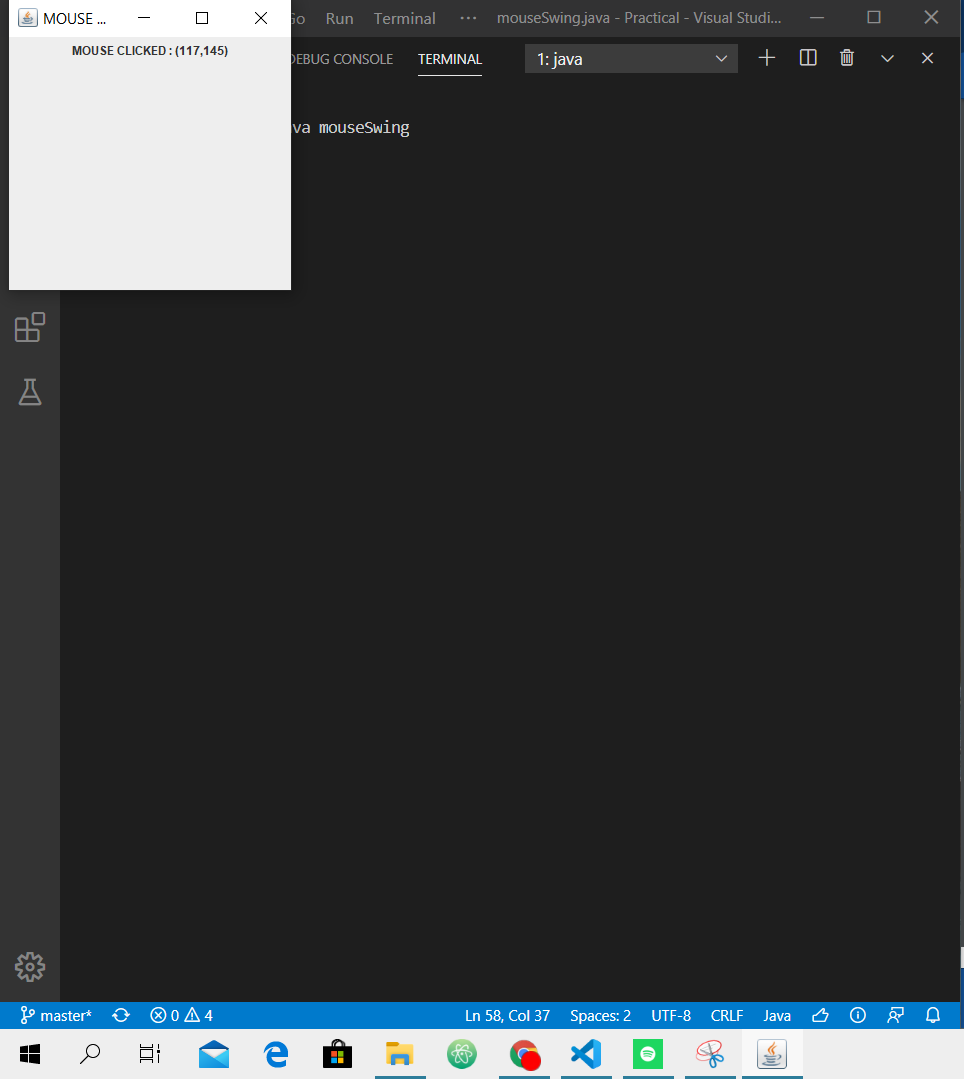 MOUSE ...
Go Run Terminal ··· mouseSwing.java - Practical - Visual Studi...
MOUSE CLICKED : (117,145)
DEBUG CONSOLE TERMINAL 1: java
mouseSwing
master* 0 4 Ln 58, Col 37 Spaces: 2 UTF-8 CRLF Java